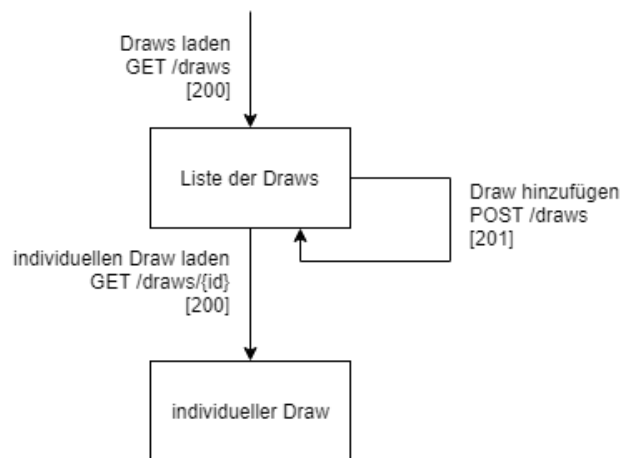 Draws laden
GET /draws
[200]
Liste der Draws
Draw hinzufügen
POST /draws
[201]
individuellen Draw laden
GET /draws/{id}
[200]
individueller Draw